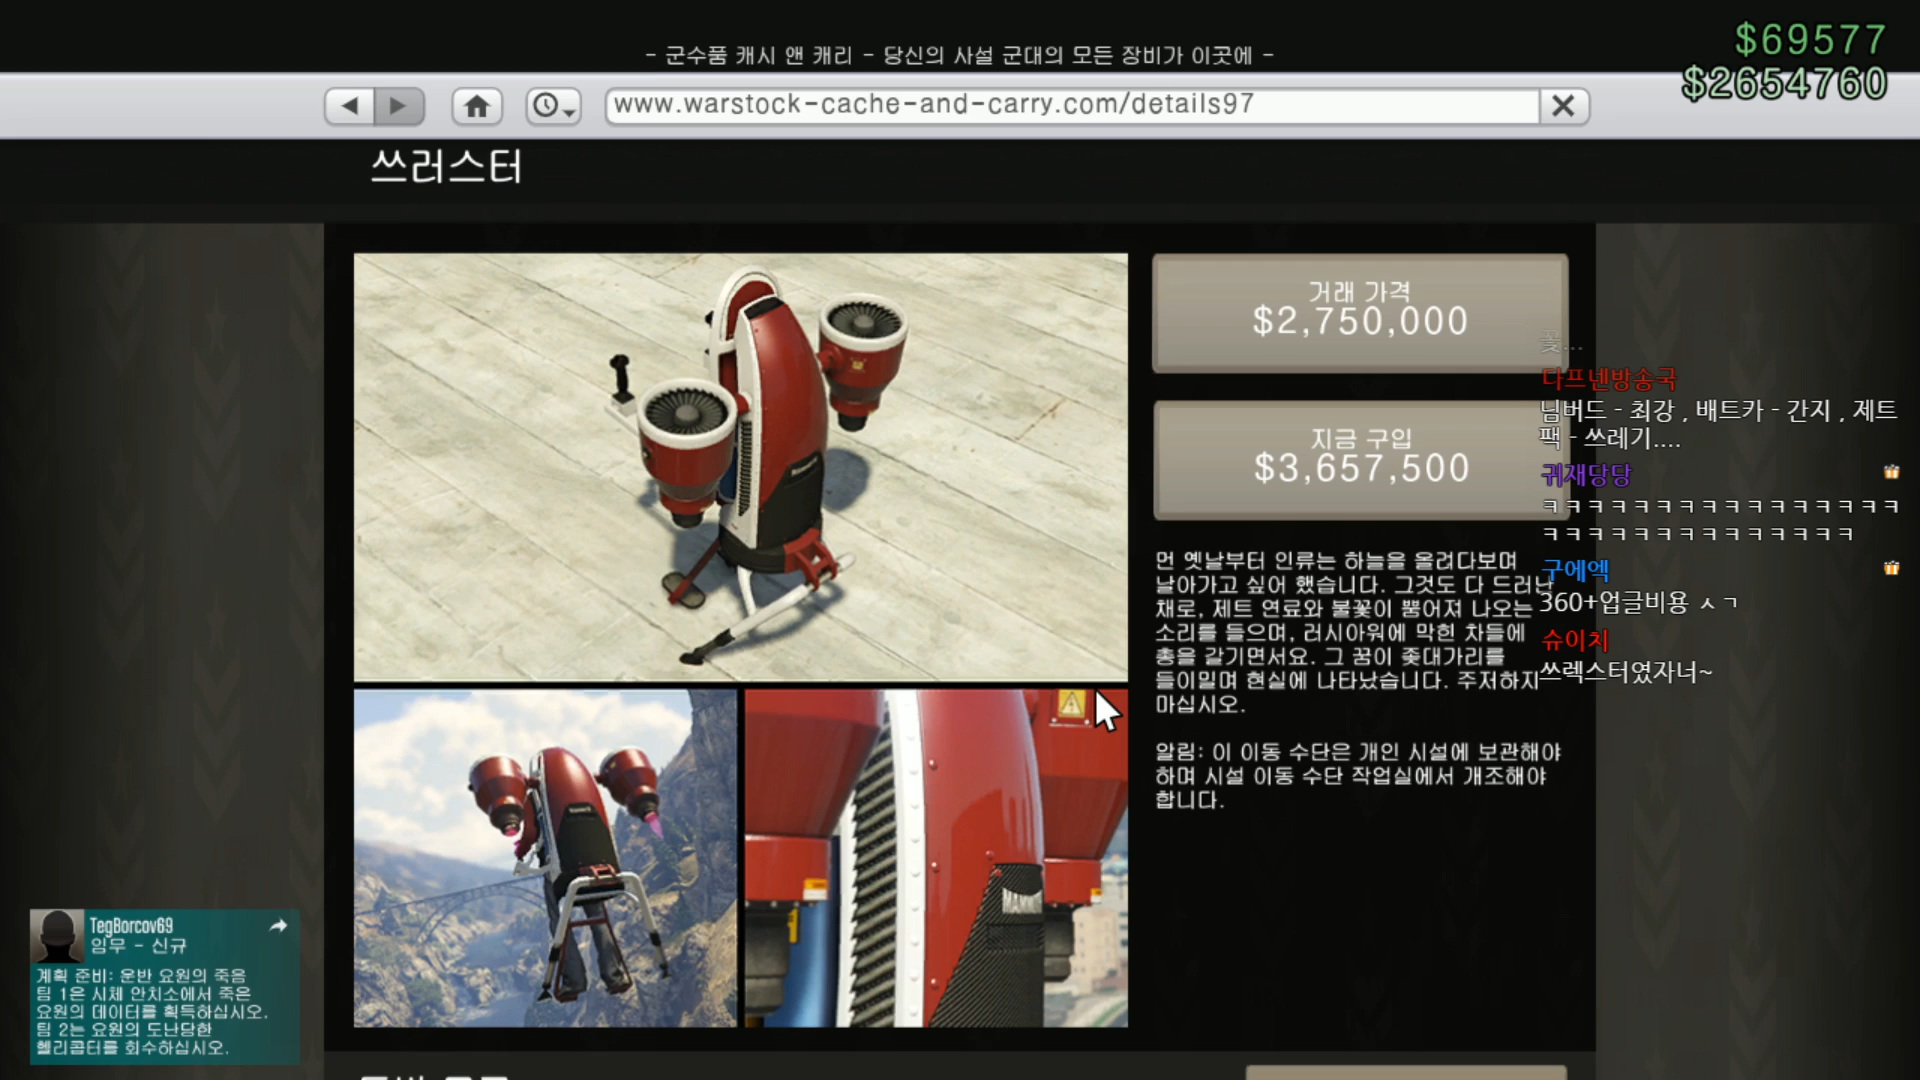 - 군수품 캐시 앤 캐리 - 당신의 사설 군대의 모든 장비가 이곳에 -
$69577
$2654760
www.warstock-cache-and-carry.com/details97
쓰러스터
거래 가격
$2,750,000
지금 구입
$3,657,500
먼 옛날부터 인류는 하늘을 올려다보며
날아가고 싶어 했습니다. 그것도 다 드러난
채로, 제트 연료와 불꽃이 뿜어져 나오는
소리를 들으며, 러시아워에 막힌 차들에
총을 갈기면서요. 그 꿈이 좆대가리를
들이밀며 현실에 나타났습니다. 주저하지
마십시오.
알림: 이 이동 수단은 개인 시설에 보관해야
하며 시설 이동 수단 작업실에서 개조해야
합니다.
꽃...
다프넨방송국
님버드 - 최강 , 배트카 - 간지 , 제트
팩 - 쓰레기....
귀재당당
ㅋㅋㅋㅋㅋㅋㅋㅋㅋㅋㅋㅋㅋㅋㅋㅋ
ㅋㅋㅋㅋㅋㅋㅋㅋㅋㅋㅋㅋㅋㅋ
구에엑
360+업글비용 ㅅㄱ
슈이치
쓰렉스터였자너~
TegBorcov69
임무 - 신규
계획 준비: 운반 요원의 죽음
팀 1은 시체 안치소에서 죽은
요원의 데이터를 획득하십시오.
팀 2는 요원의 도난당한
헬리콥터를 회수하십시오.